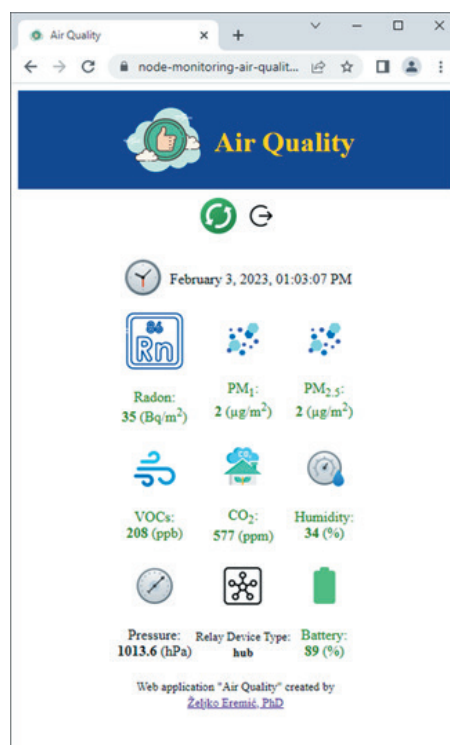 Air Quality
node-monitoring-air-qualit...
Air Quality
February 3, 2023, 01:03:07 PM
86
Rn
Radon: PM₁: PM₂.₅:
35 (Bq/m²) 2 (µg/m²) 2 (µg/m²)
CO₂
VOCs: CO₂: Humidity:
208 (ppb) 577 (ppm) 34 (%)
Pressure: Relay Device Type: Battery:
1013.6 (hPa) hub 89 (%)
Web application "Air Quality" created by
Željko Eremić, PhD